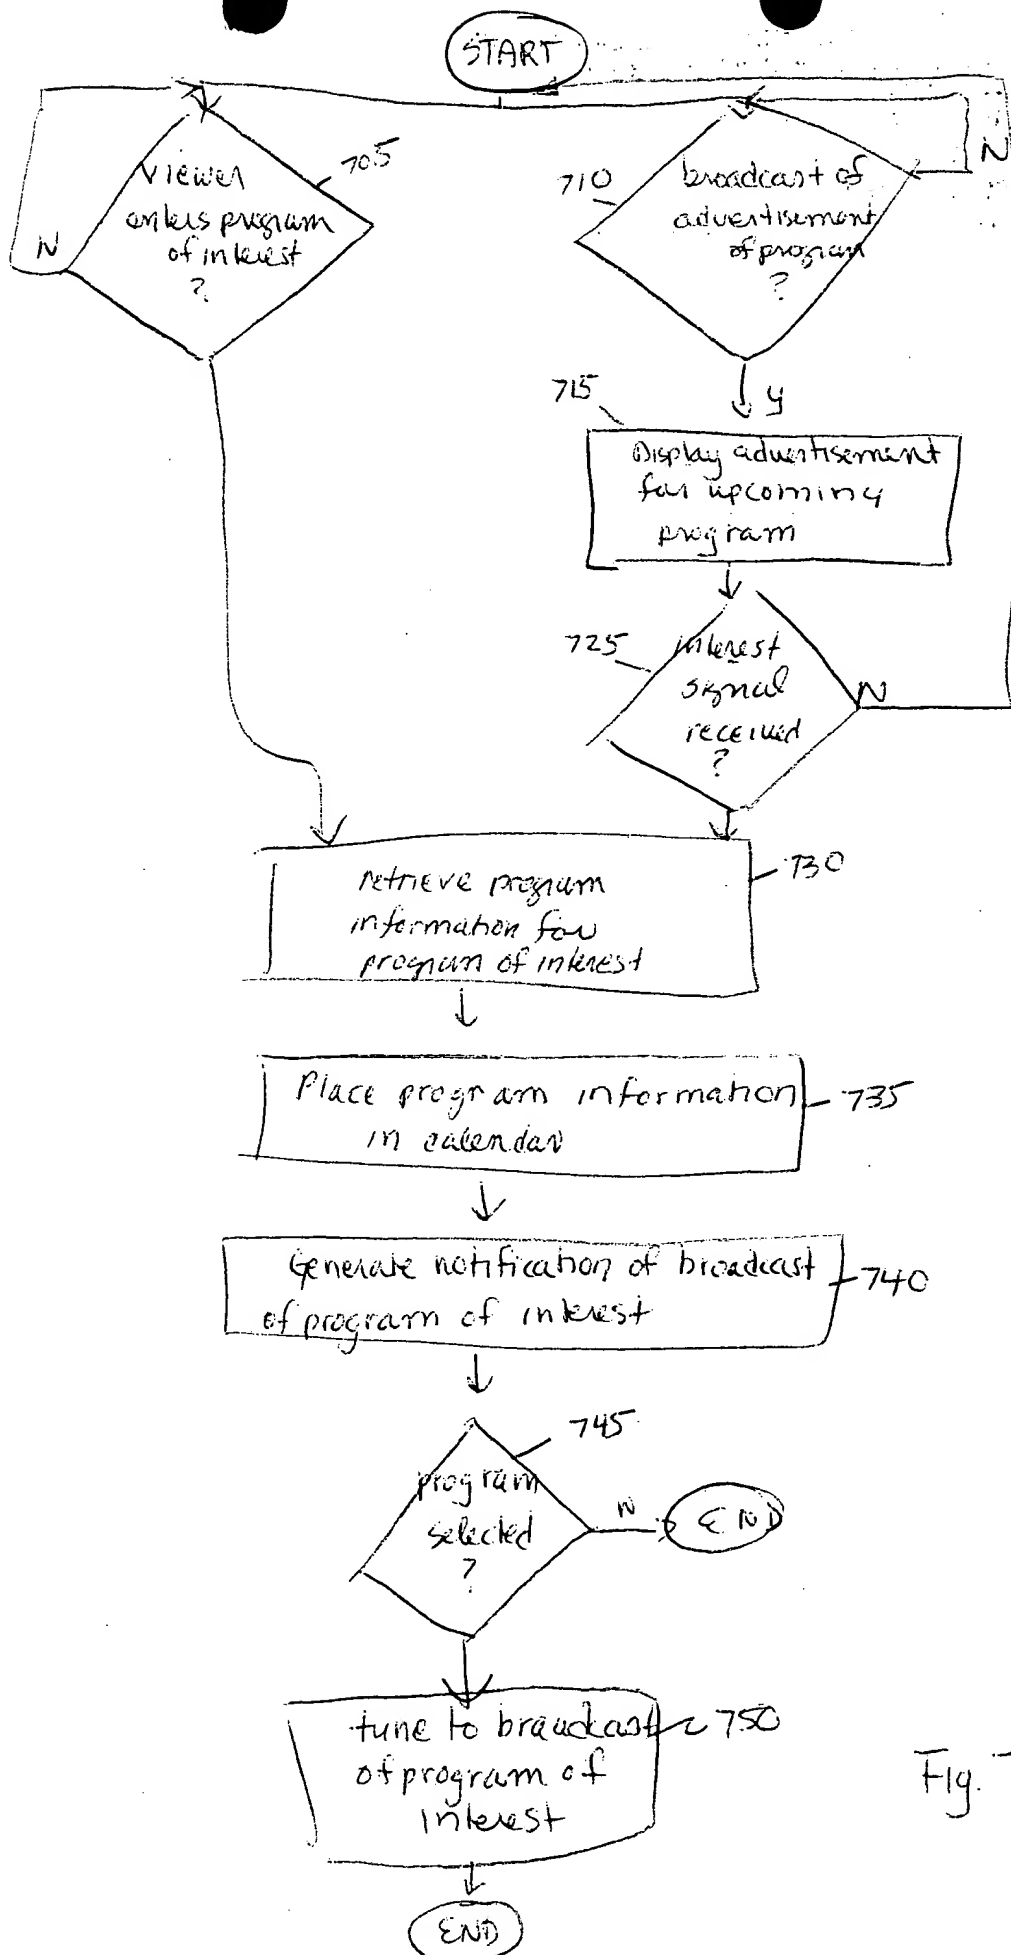 START
705
viewer
enters program
of interest
?
N
710
broadcast of
advertisement
of program
?
N
y
715
Display advertisement
for upcoming
program
725
interest
signal
received
?
N
730
retrieve program
information for
program of interest
Place program information
in calendar
735
Generate notification of broadcast
of program of interest
740
745
program
selected
?
N
END
tune to broadcast
of program of
interest
750
END
Fig.